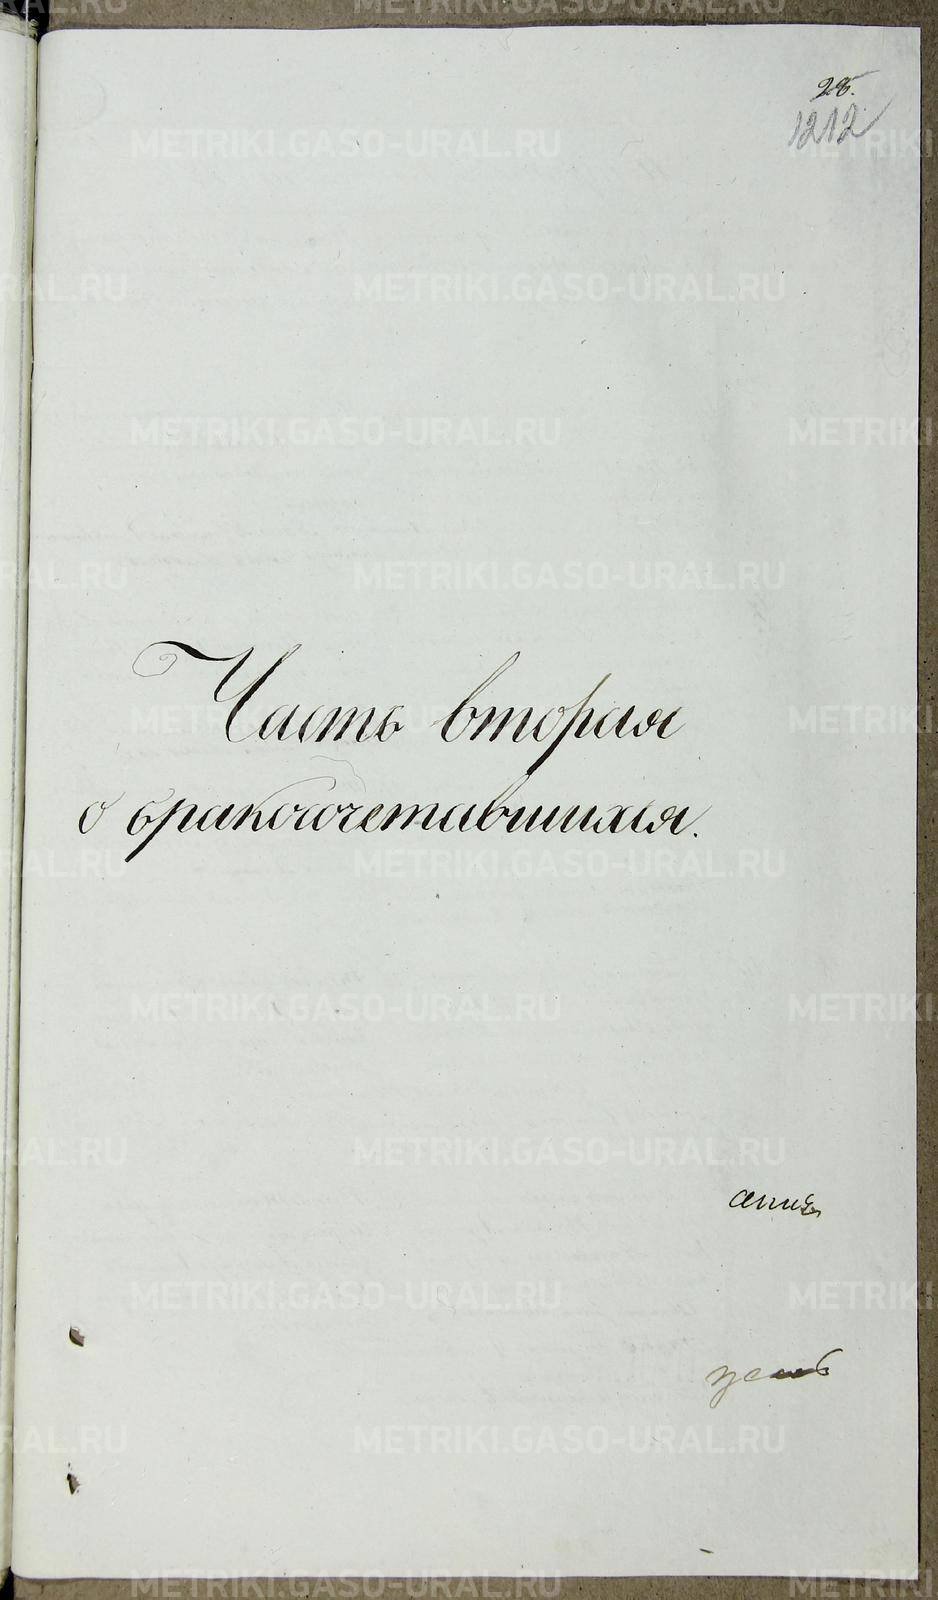 28.
1212
Часть вторая
о бракосочетавшихся.